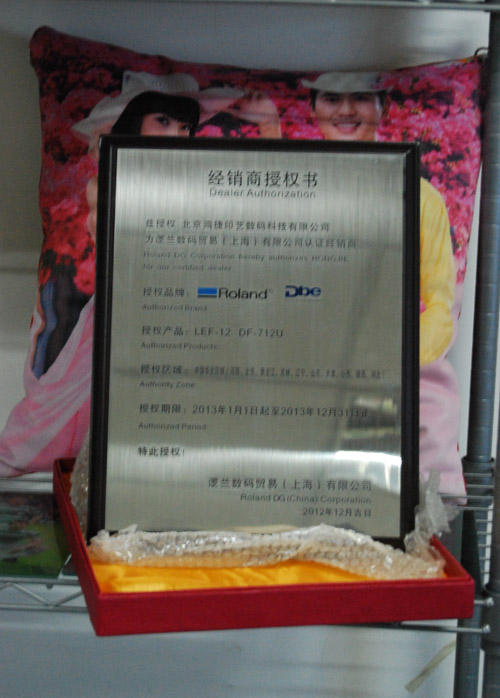 经销商授权书
Dealer Authorization
兹授权 北京鸿捷印艺数码科技有限公司
为 兰数码贸易(上海)有限公司认证经销商
Roland DG Corporation hereby authorizes HONGJIE
for our certified dealer
授权品牌: Roland Dbe
Authorized Brand
授权产品: LEF-12 DF-712U
Authorized Products
授权区域:
Authority Zone
授权期限: 2013年1月1日起至2013年12月31日止
Authorized Period
特此授权!
兰数码贸易(上海)有限公司
Roland DG(China) Corporation
2012年12月吉日